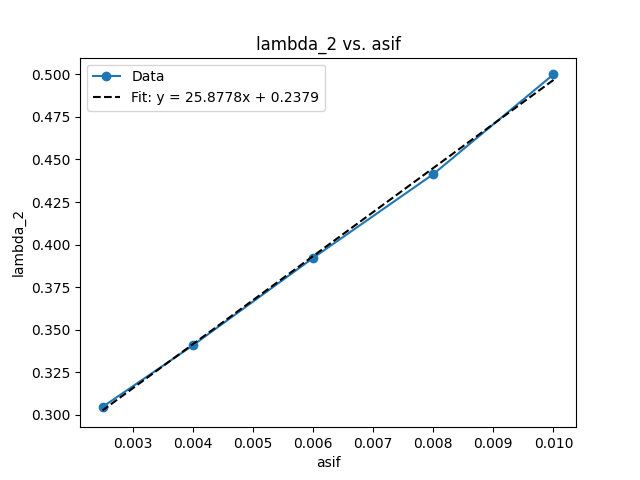 lambda_2 vs. asif
Data
Fit: y = 25.8778x + 0.2379
0.500
0.475
0.450
0.425
0.400
0.375
0.350
0.325
0.300
lambda_2
0.003 0.004 0.005 0.006 0.007 0.008 0.009 0.010
asif